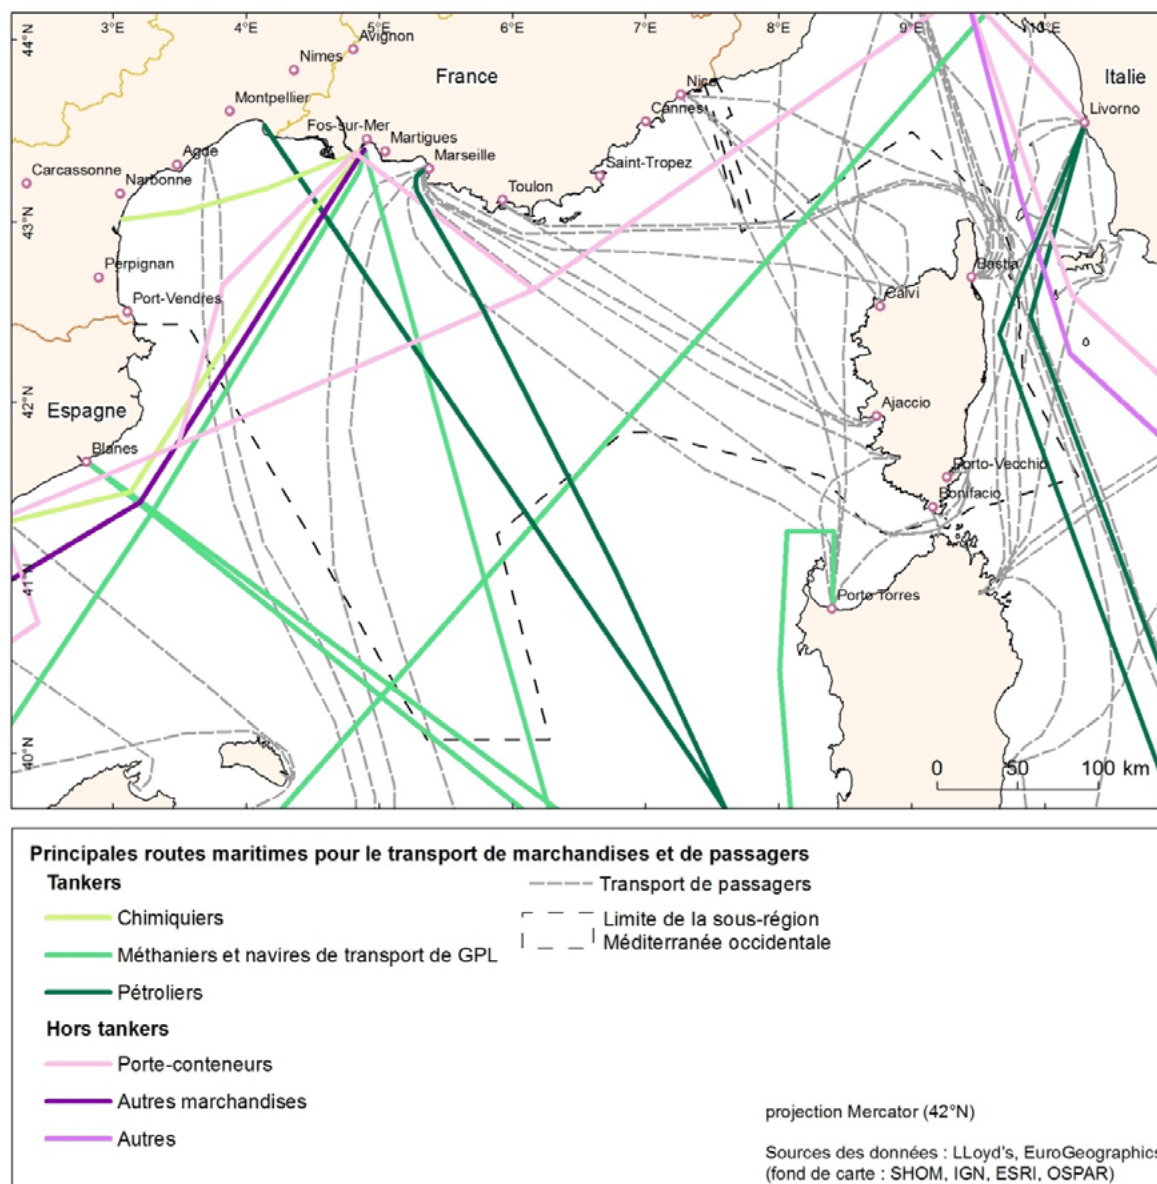 3°E 4°E 5°E 6°E 7°E 8°E 9°E 10°E
44°N
Avignon
Nimes
France
Italie
Montpellier
Nice
Cannes
Livorno
Fos-sur-Mer
Martigues
Agde
Marseille
Carcassonne
Narbonne
Saint-Tropez
Toulon
43°N
Perpignan
Bastia
Port-Vendres
Calvi
42°N
Espagne
Ajaccio
Blanes
Porto-Vecchio
Bonifacio
41°N
Porto Torres
40°N
0 50 100 km
Principales routes maritimes pour le transport de marchandises et de passagers
Tankers
Transport de passagers
Chimiquiers
Limite de la sous-région
Méditerranée occidentale
Méthaniers et navires de transport de GPL
Pétroliers
Hors tankers
Porte-conteneurs
Autres marchandises
Autres
projection Mercator (42°N)
Sources des données : LLoyd's, EuroGeographics
(fond de carte : SHOM, IGN, ESRI, OSPAR)